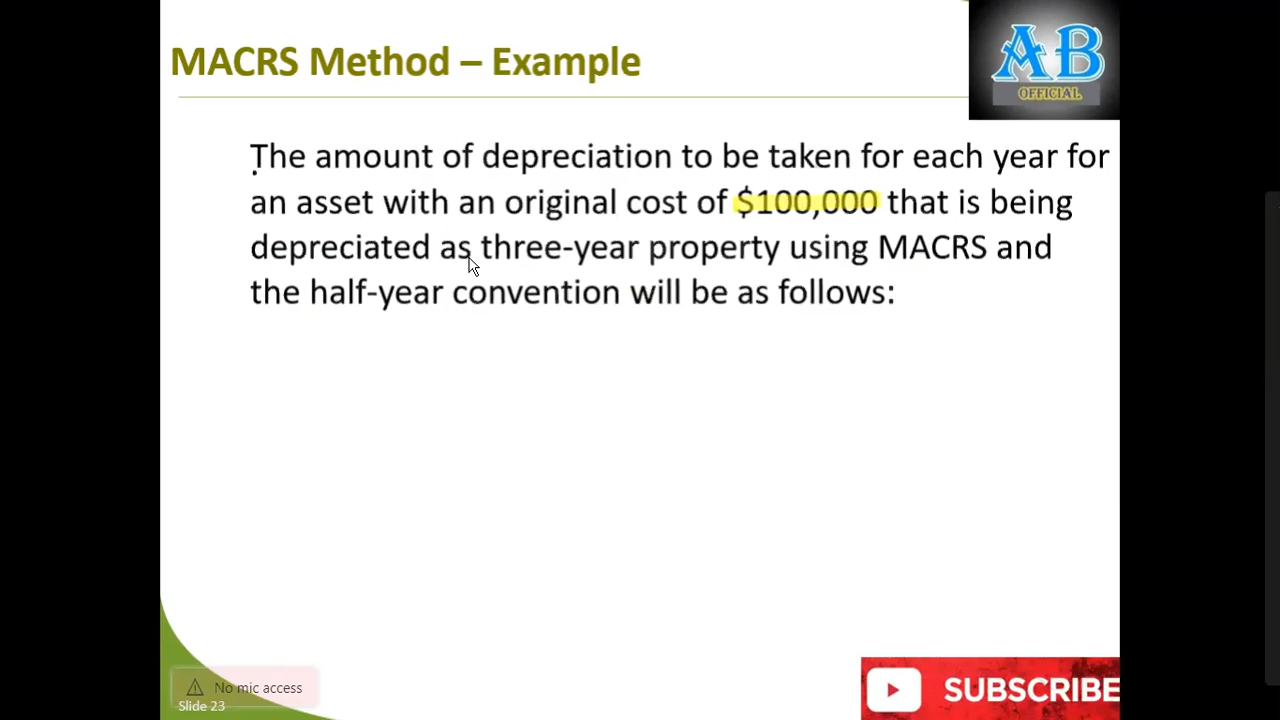 MACRS Method – Example
AB
OFFICIAL
The amount of depreciation to be taken for each year for
an asset with an original cost of $100,000 that is being
depreciated as three-year property using MACRS and
the half-year convention will be as follows:
No mic access
Slide 23
SUBSCRIBE